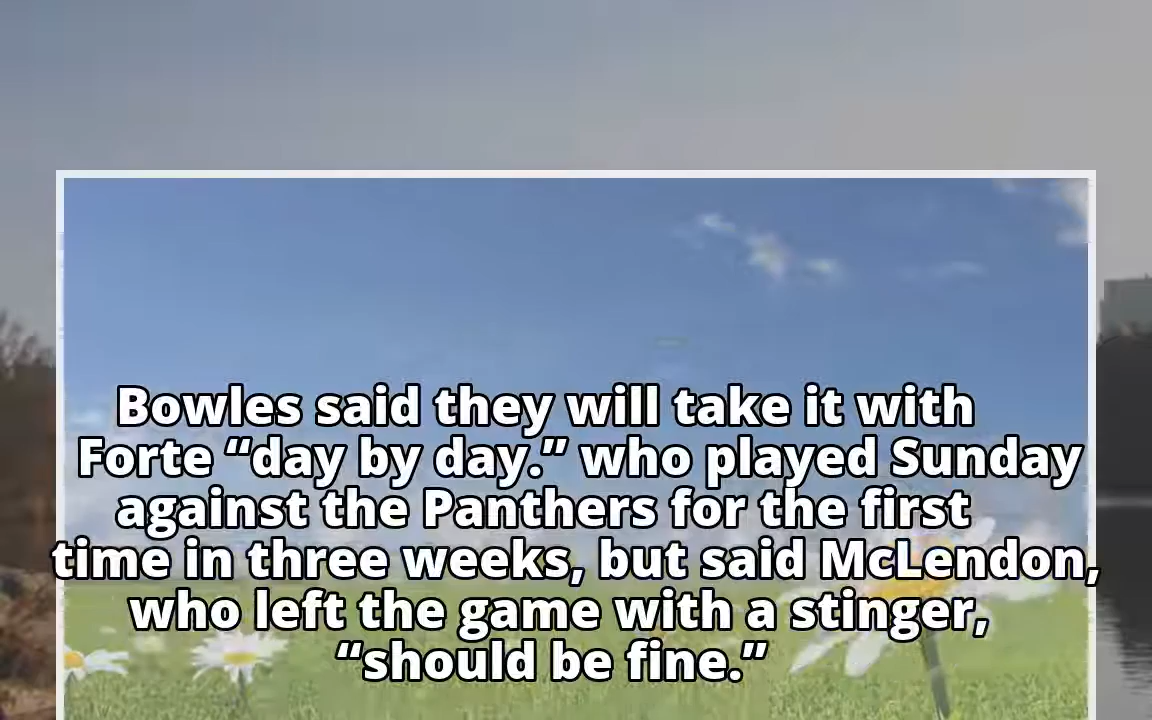 Bowles said they will take it with
Forte “day by day.” who played Sunday
against the Panthers for the first
time in three weeks, but said McLendon,
who left the game with a stinger,
“should be fine.”